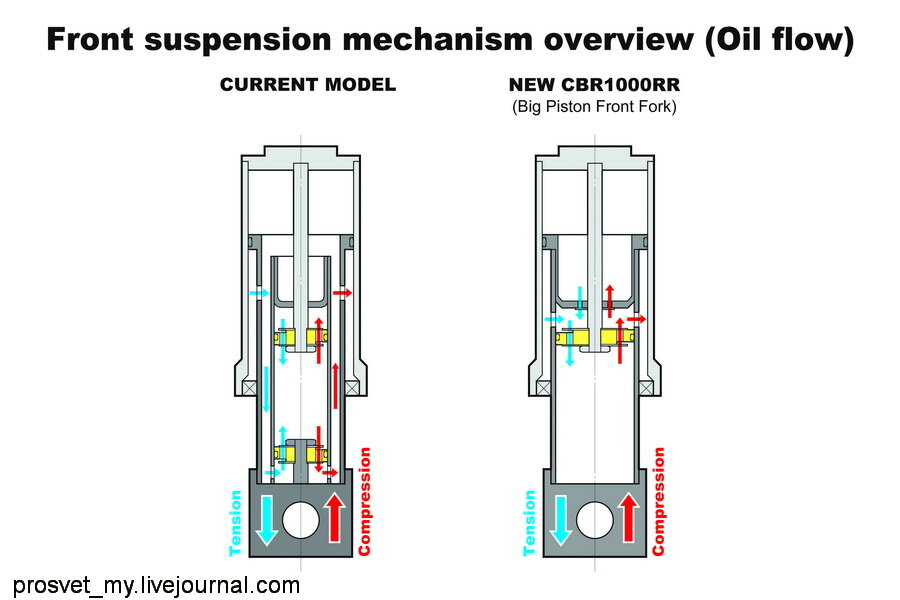 Front suspension mechanism overview (Oil flow)
CURRENT MODEL
NEW CBR1000RR
(Big Piston Front Fork)
Tension
Compression
Tension
Compression
prosvet_my.livejournal.com